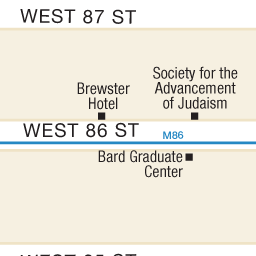 WEST 87 ST
Society for the
Advancement
of Judaism
Brewster
Hotel
WEST 86 ST
M86
Bard Graduate
Center